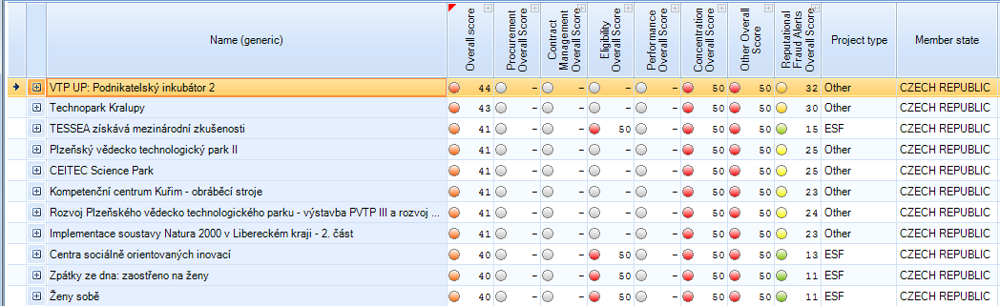 Name (generic) Overall score Procurement Overall Score Contract Management Overall Score Eligibility Overall Score Performance Overall Score Concentration Overall Score Other Overall Score Reputational Fraud Alerts Overall Score Project type Member state
VTP UP: Podnikatelský inkubátor 2 44 – – – – 50 50 32 Other CZECH REPUBLIC
Technopark Kralupy 43 – – – – 50 50 30 Other CZECH REPUBLIC
TESSEA získává mezinárodní zkušenosti 41 – – 50 – 50 50 15 ESF CZECH REPUBLIC
Plzeňský vědecko technologický park II 41 – – – – 50 50 25 Other CZECH REPUBLIC
CEITEC Science Park 41 – – – – 50 50 25 Other CZECH REPUBLIC
Kompetenční centrum Kuřim - obráběcí stroje 41 – – – – 50 50 23 Other CZECH REPUBLIC
Rozvoj Plzeňského vědecko technologického parku - výstavba PVTP III a rozvoj ... 41 – – – – 50 50 24 Other CZECH REPUBLIC
Implementace soustavy Natura 2000 v Libereckém kraji - 2. část 41 – – – – 50 50 23 Other CZECH REPUBLIC
Centra sociálně orientovaných inovací 40 – – 50 – 50 50 13 ESF CZECH REPUBLIC
Zpátky ze dna: zaostřeno na ženy 40 – – 50 – 50 50 11 ESF CZECH REPUBLIC
Ženy sobě 40 – – 50 – 50 50 11 ESF CZECH REPUBLIC